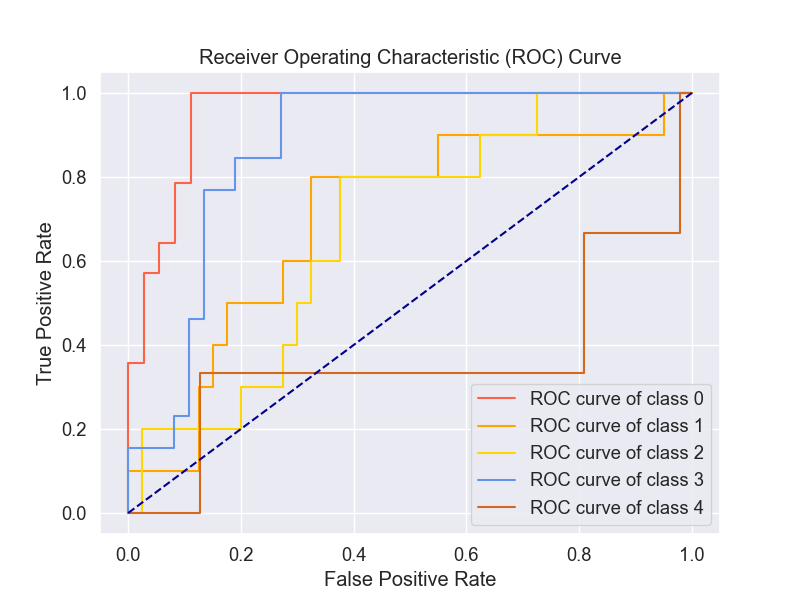 Receiver Operating Characteristic (ROC) Curve
True Positive Rate
1.0
0.8
0.6
0.4
0.2
0.0
ROC curve of class 0
ROC curve of class 1
ROC curve of class 2
ROC curve of class 3
ROC curve of class 4
0.0 0.2 0.4 0.6 0.8 1.0
False Positive Rate